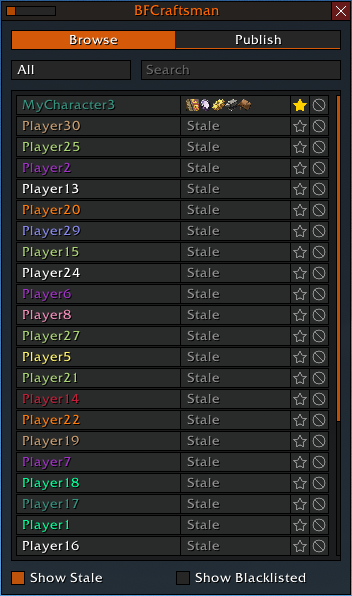 BFCraftsman
Browse Publish
All Search
MyCharacter3
Player30 Stale
Player25 Stale
Player2 Stale
Player13 Stale
Player20 Stale
Player29 Stale
Player15 Stale
Player24 Stale
Player6 Stale
Player8 Stale
Player27 Stale
Player5 Stale
Player21 Stale
Player14 Stale
Player22 Stale
Player19 Stale
Player7 Stale
Player18 Stale
Player17 Stale
Player1 Stale
Player16 Stale
Show Stale Show Blacklisted